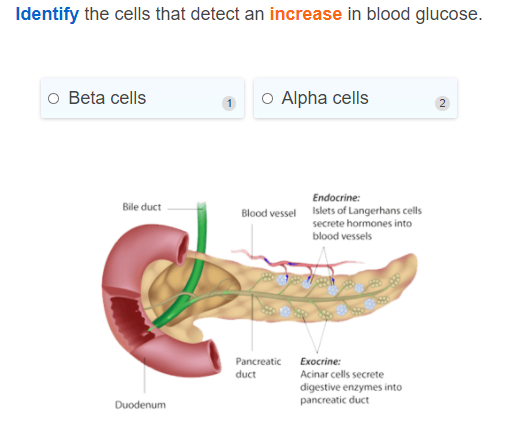 Identify the cells that detect an increase in blood glucose.
Beta cells 1
Alpha cells 2
Bile duct
Blood vessel
Endocrine:
Islets of Langerhans cells
secrete hormones into
blood vessels
Pancreatic
duct
Exocrine:
Acinar cells secrete
digestive enzymes into
pancreatic duct
Duodenum